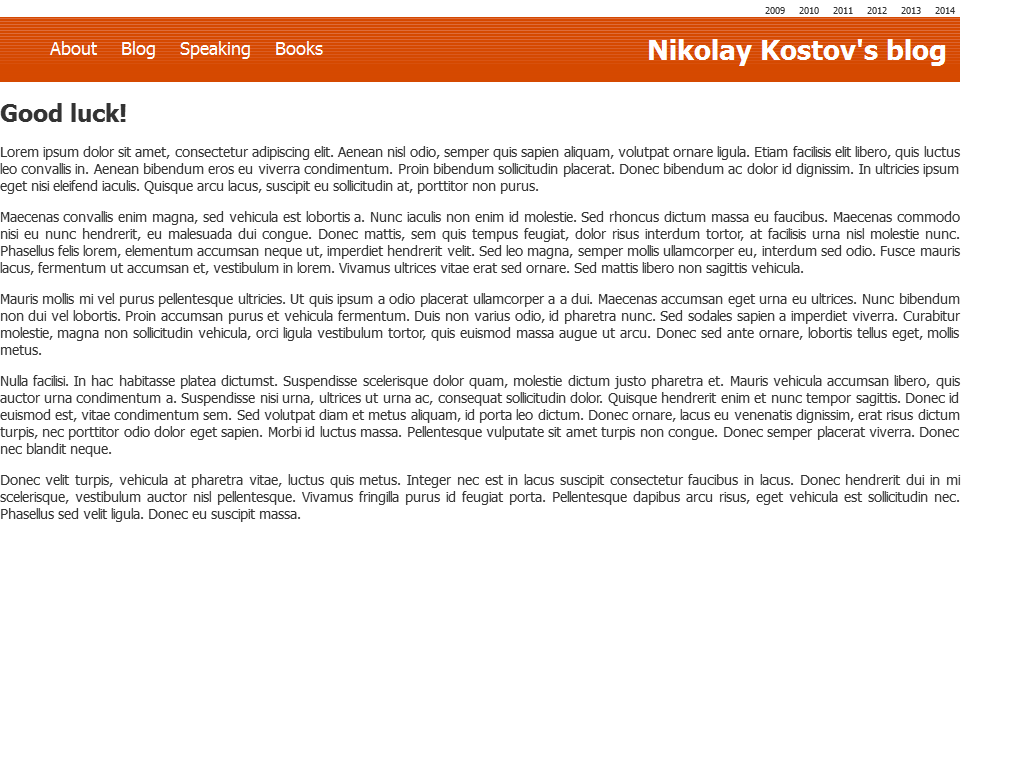 2009 2010 2011 2012 2013 2014
About Blog Speaking Books Nikolay Kostov's blog
Good luck!
Lorem ipsum dolor sit amet, consectetur adipiscing elit. Aenean nisl odio, semper quis sapien aliquam, volutpat ornare ligula. Etiam facilisis elit libero, quis luctus
leo convallis in. Aenean bibendum eros eu viverra condimentum. Proin bibendum sollicitudin placerat. Donec bibendum ac dolor id dignissim. In ultricies ipsum
eget nisi eleifend iaculis. Quisque arcu lacus, suscipit eu sollicitudin at, porttitor non purus.
Maecenas convallis enim magna, sed vehicula est lobortis a. Nunc iaculis non enim id molestie. Sed rhoncus dictum massa eu faucibus. Maecenas commodo
nisi eu nunc hendrerit, eu malesuada dui congue. Donec mattis, sem quis tempus feugiat, dolor risus interdum tortor, at facilisis urna nisl molestie nunc.
Phasellus felis lorem, elementum accumsan neque ut, imperdiet hendrerit velit. Sed leo magna, semper mollis ullamcorper eu, interdum sed odio. Fusce mauris
lacus, fermentum ut accumsan et, vestibulum in lorem. Vivamus ultrices vitae erat sed ornare. Sed mattis libero non sagittis vehicula.
Mauris mollis mi vel purus pellentesque ultricies. Ut quis ipsum a odio placerat ullamcorper a a dui. Maecenas accumsan eget urna eu ultrices. Nunc bibendum
non dui vel lobortis. Proin accumsan purus et vehicula fermentum. Duis non varius odio, id pharetra nunc. Sed sodales sapien a imperdiet viverra. Curabitur
molestie, magna non sollicitudin vehicula, orci ligula vestibulum tortor, quis euismod massa augue ut arcu. Donec sed ante ornare, lobortis tellus eget, mollis
metus.
Nulla facilisi. In hac habitasse platea dictumst. Suspendisse scelerisque dolor quam, molestie dictum justo pharetra et. Mauris vehicula accumsan libero, quis
auctor urna condimentum a. Suspendisse nisi urna, ultrices ut urna ac, consequat sollicitudin dolor. Quisque hendrerit enim et nunc tempor sagittis. Donec id
euismod est, vitae condimentum sem. Sed volutpat diam et metus aliquam, id porta leo dictum. Donec ornare, lacus eu venenatis dignissim, erat risus dictum
turpis, nec porttitor odio dolor eget sapien. Morbi id luctus massa. Pellentesque vulputate sit amet turpis non congue. Donec semper placerat viverra. Donec
nec blandit neque.
Donec velit turpis, vehicula at pharetra vitae, luctus quis metus. Integer nec est in lacus suscipit consectetur faucibus in lacus. Donec hendrerit dui in mi
scelerisque, vestibulum auctor nisl pellentesque. Vivamus fringilla purus id feugiat porta. Pellentesque dapibus arcu risus, eget vehicula est sollicitudin nec.
Phasellus sed velit ligula. Donec eu suscipit massa.